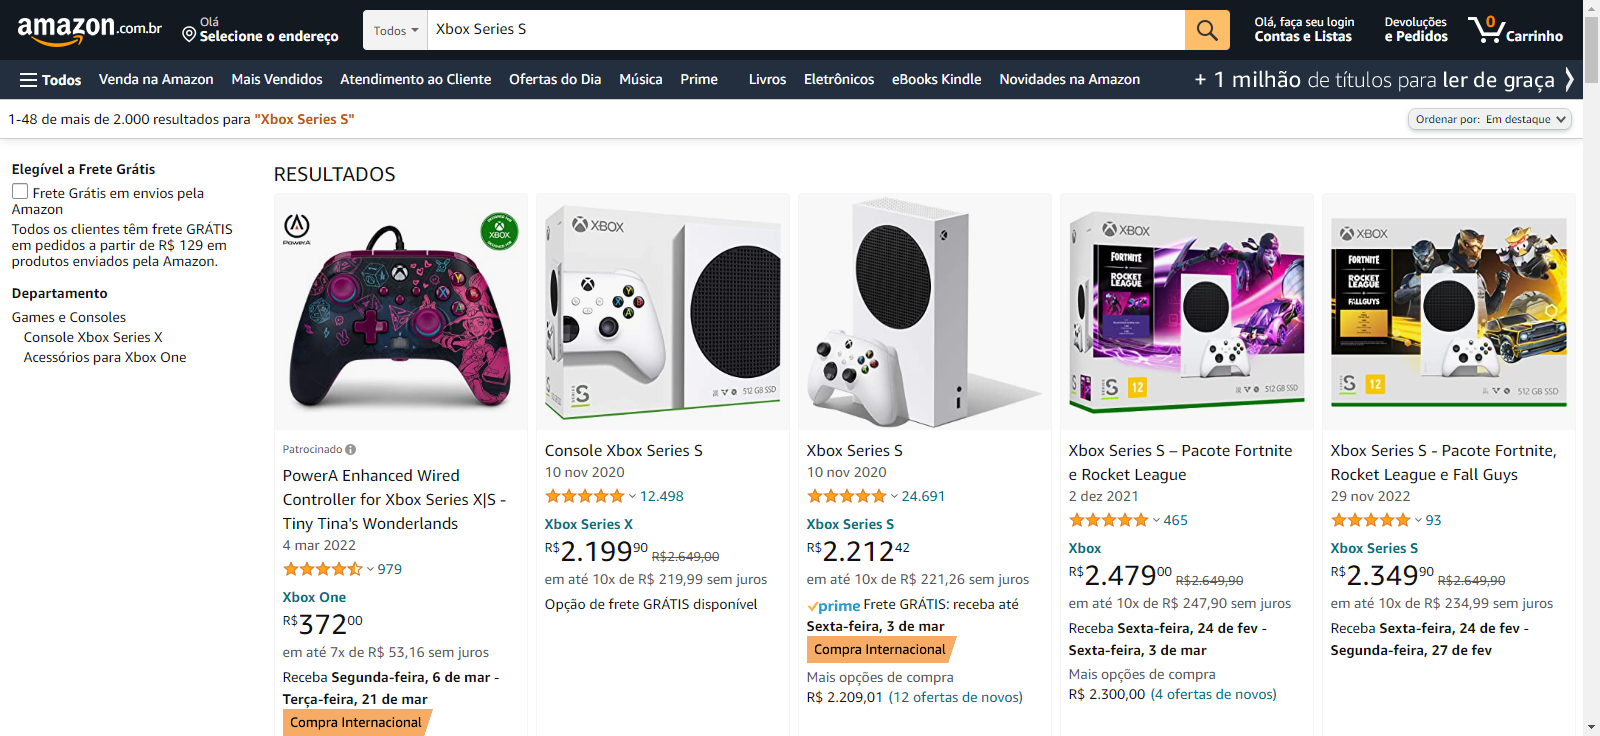 amazon.com.br
Olá
Selecione o endereço
Todos
Xbox Series S
Olá, faça seu login
Contas e Listas
Devoluções
e Pedidos
0
Carrinho
Todos Venda na Amazon Mais Vendidos Atendimento ao Cliente Ofertas do Dia Música Prime Livros Eletrônicos eBooks Kindle Novidades na Amazon
+ 1 milhão de títulos para ler de graça
1-48 de mais de 2.000 resultados para "Xbox Series S"
Ordenar por: Em destaque
Elegível a Frete Grátis
Frete Grátis em envios pela
Amazon
Todos os clientes têm frete GRÁTIS
em pedidos a partir de R$ 129 em
produtos enviados pela Amazon.
Departamento
Games e Consoles
Console Xbox Series X
Acessórios para Xbox One
RESULTADOS
PowerA
XBOX
Patrocinado
PowerA Enhanced Wired
Controller for Xbox Series X|S -
Tiny Tina's Wonderlands
4 mar 2022
979
Xbox One
R$37200
em até 7x de R$ 53,16 sem juros
Receba Segunda-feira, 6 de mar -
Terça-feira, 21 de mar
Compra Internacional
XBOX
SERIES S
512 GB SSD
Console Xbox Series S
10 nov 2020
12.498
Xbox Series X
R$2.19990 R$2.649,00
em até 10x de R$ 219,99 sem juros
Opção de frete GRÁTIS disponível
Xbox Series S
10 nov 2020
24.691
Xbox Series S
R$2.21242
em até 10x de R$ 221,26 sem juros
prime Frete GRÁTIS: receba até
Sexta-feira, 3 de mar
Compra Internacional
Mais opções de compra
R$ 2.209,01 (12 ofertas de novos)
XBOX
FORTNITE
+
ROCKET
LEAGUE
SERIES S
12
512 GB SSD
Xbox Series S – Pacote Fortnite
e Rocket League
2 dez 2021
465
Xbox
R$2.47900 R$2.649,90
em até 10x de R$ 247,90 sem juros
Receba Sexta-feira, 24 de fev -
Sexta-feira, 3 de mar
Mais opções de compra
R$ 2.300,00 (4 ofertas de novos)
XBOX
FORTNITE
+
ROCKET
LEAGUE
+
FALL GUYS
SERIES S
12
512 GB SSD
Xbox Series S - Pacote Fortnite,
Rocket League e Fall Guys
29 nov 2022
93
Xbox Series S
R$2.34990 R$2.649,90
em até 10x de R$ 234,99 sem juros
Receba Sexta-feira, 24 de fev -
Segunda-feira, 27 de fev